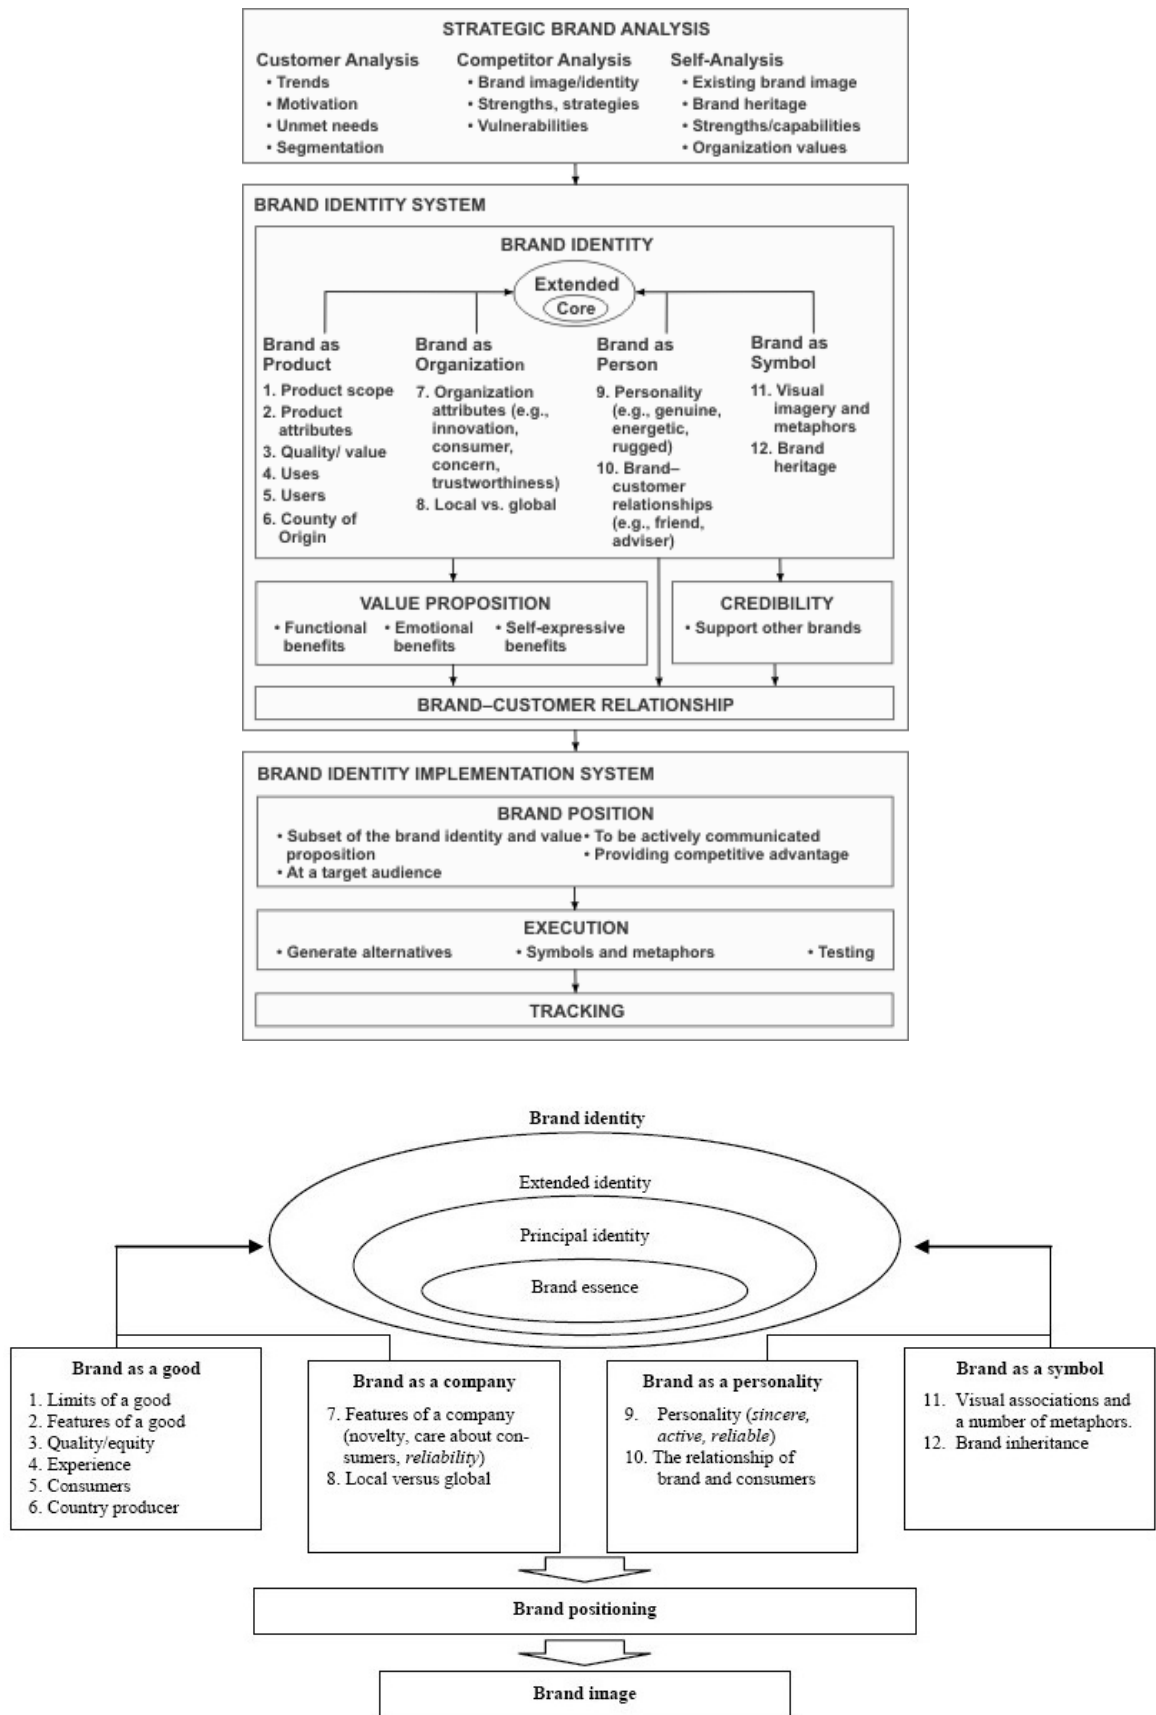 STRATEGIC BRAND ANALYSIS
Customer Analysis
• Trends
• Motivation
• Unmet needs
• Segmentation
Competitor Analysis
• Brand image/identity
• Strengths, strategies
• Vulnerabilities
Self-Analysis
• Existing brand image
• Brand heritage
• Strengths/capabilities
• Organization values
BRAND IDENTITY SYSTEM
BRAND IDENTITY
Extended
Core
Brand as
Product
1. Product scope
2. Product
attributes
3. Quality/ value
4. Uses
5. Users
6. County of
Origin
Brand as
Organization
7. Organization
attributes (e.g.,
innovation,
consumer,
concern,
trustworthiness)
8. Local vs. global
Brand as
Person
9. Personality
(e.g., genuine,
energetic,
rugged)
10. Brand–
customer
relationships
(e.g., friend,
adviser)
Brand as
Symbol
11. Visual
imagery and
metaphors
12. Brand
heritage
VALUE PROPOSITION
• Functional
benefits
• Emotional
benefits
• Self-expressive
benefits
CREDIBILITY
• Support other brands
BRAND–CUSTOMER RELATIONSHIP
BRAND IDENTITY IMPLEMENTATION SYSTEM
BRAND POSITION
• Subset of the brand identity and value
proposition
• At a target audience
• To be actively communicated
• Providing competitive advantage
EXECUTION
• Generate alternatives
• Symbols and metaphors
• Testing
TRACKING
Brand identity
Extended identity
Principal identity
Brand essence
Brand as a good
1. Limits of a good
2. Features of a good
3. Quality/equity
4. Experience
5. Consumers
6. Country producer
Brand as a company
7. Features of a company
(novelty, care about con-
sumers, reliability)
8. Local versus global
Brand as a personality
9. Personality (sincere,
active, reliable)
10. The relationship of
brand and consumers
Brand as a symbol
11. Visual associations and
a number of metaphors.
12. Brand inheritance
Brand positioning
Brand image